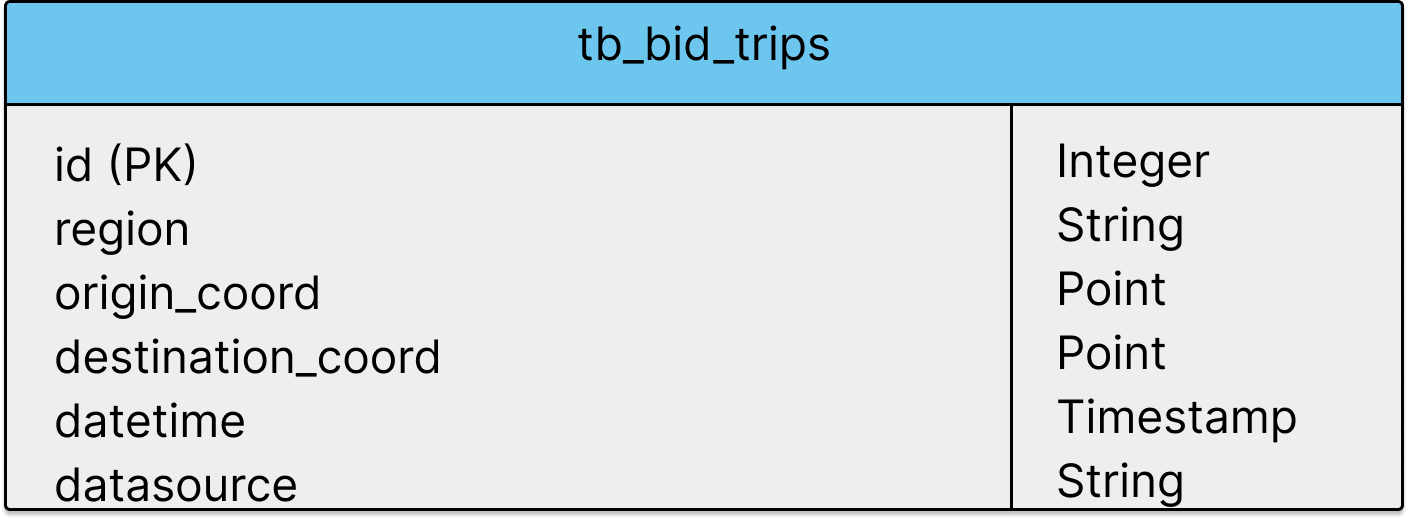 tb_bid_trips
id (PK) Integer
region String
origin_coord Point
destination_coord Point
datetime Timestamp
datasource String